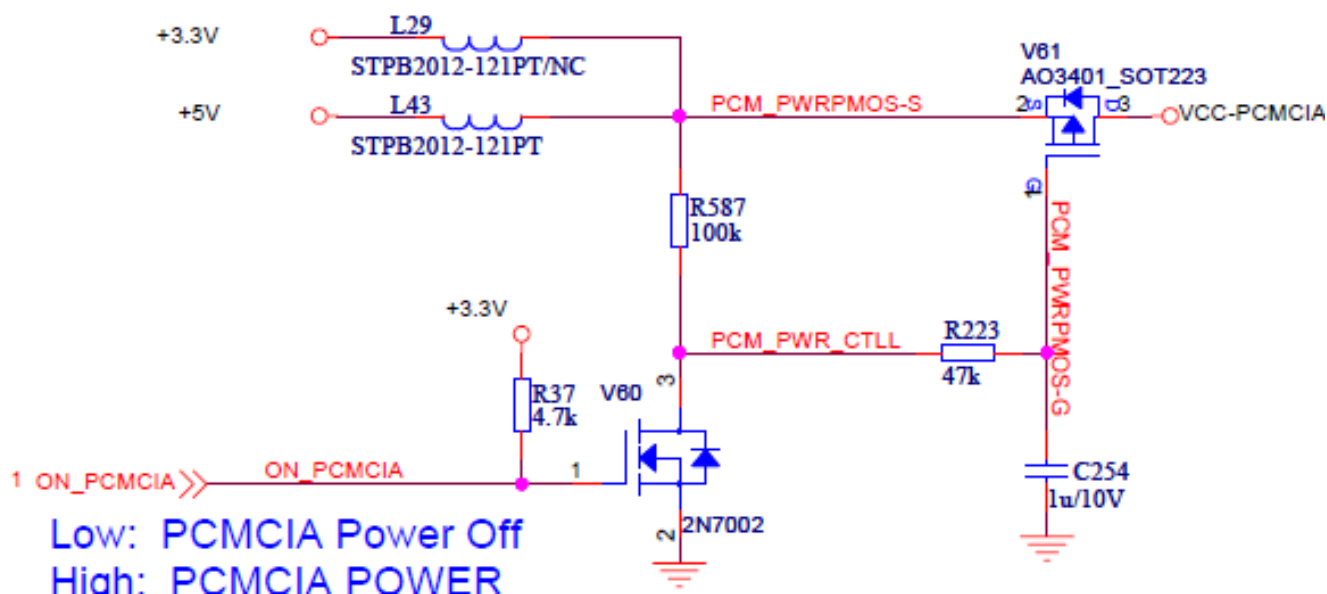 +3.3V
L29
STPB2012-121PT/NC
+5V
L43
STPB2012-121PT
PCM_PWRPMOS-S
V61
AO3401_SOT223
2
S
D
3
VCC-PCMCIA
G
1
PCM_PWRPMOS-G
R587
100k
+3.3V
PCM_PWR_CTLL
R223
47k
R37
4.7k
V60
3
1
2
2N7002
C254
1u/10V
1 ON_PCMCIA
ON_PCMCIA
Low: PCMCIA Power Off
High: PCMCIA POWER